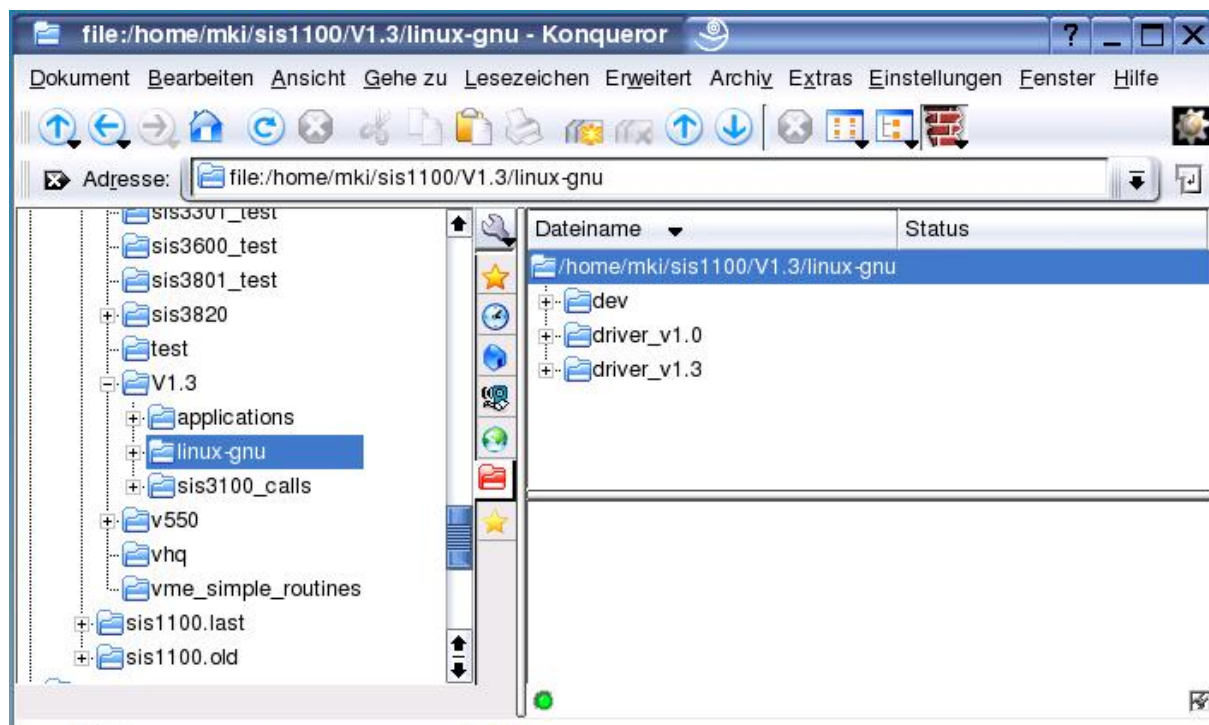 file:/home/mki/sis1100/V1.3/linux-gnu - Konqueror
Dokument Bearbeiten Ansicht Gehe zu Lesezeichen Erweitert Archiv Extras Einstellungen Fenster Hilfe
Adresse: file:/home/mki/sis1100/V1.3/linux-gnu
sis3301_test
sis3600_test
sis3801_test
sis3820
test
V1.3
applications
linux-gnu
sis3100_calls
v550
vhq
vme_simple_routines
sis1100.last
sis1100.old
Dateiname Status
/home/mki/sis1100/V1.3/linux-gnu
dev
driver_v1.0
driver_v1.3